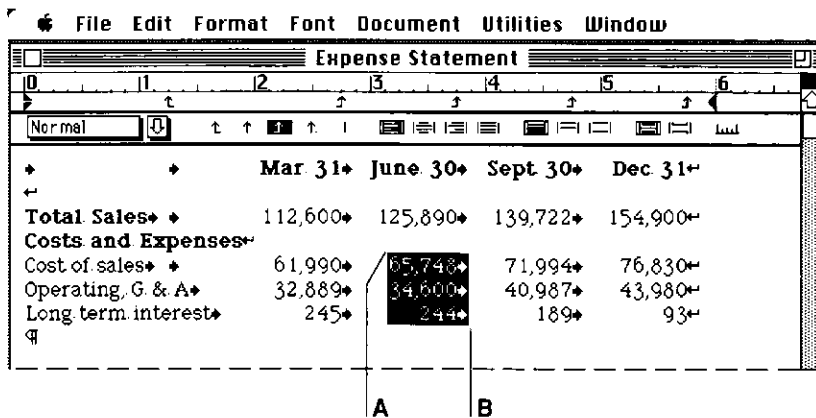 File Edit Format Font Document Utilities Window
Expense Statement
0 1 2 3 4 5 6
Normal
Mar. 31 June. 30 Sept. 30 Dec. 31
Total Sales 112,600 125,890 139,722 154,900
Costs and Expenses
Cost of sales 61,990 65,748 71,994 76,830
Operating, G & A 32,889 34,600 40,987 43,980
Long term interest 245 244 189 93
A B